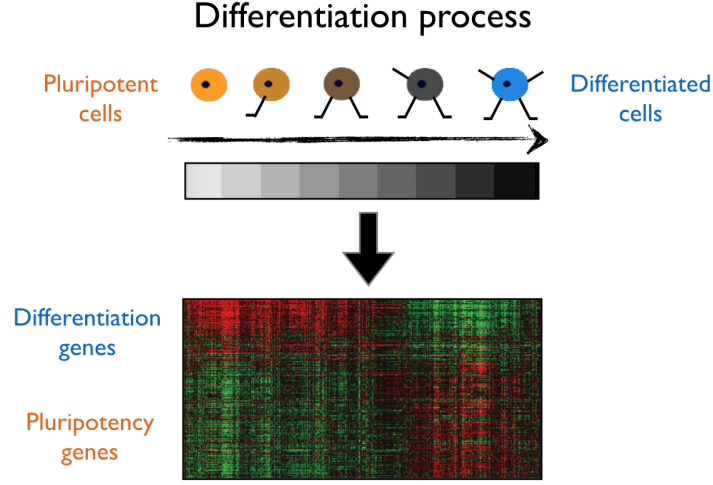 Differentiation process
Pluripotent
cells
Differentiated
cells
Differentiation
genes
Pluripotency
genes